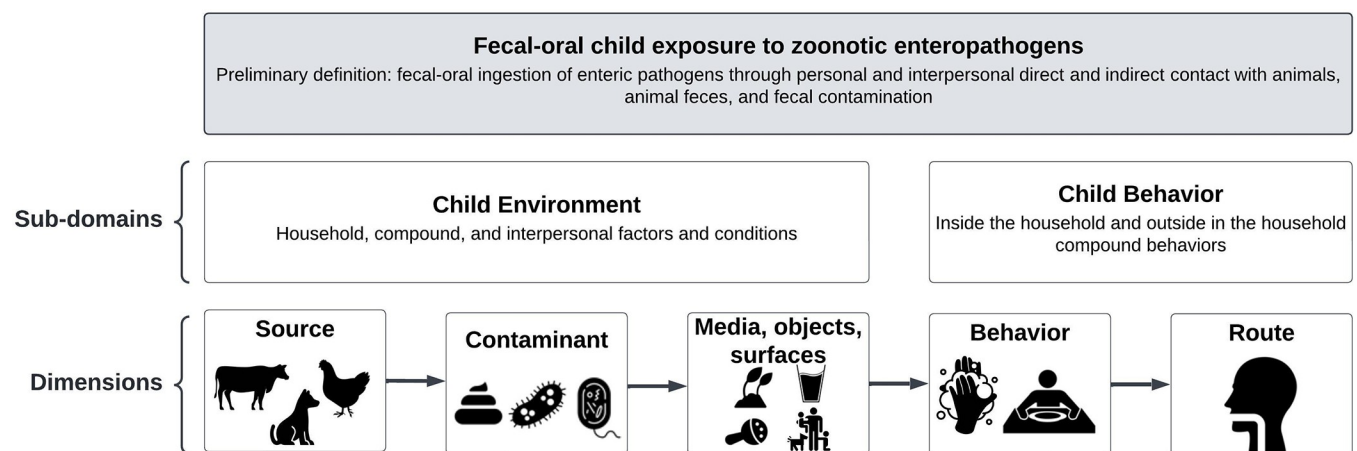 Fecal-oral child exposure to zoonotic enteropathogens
Preliminary definition: fecal-oral ingestion of enteric pathogens through personal and interpersonal direct and indirect contact with animals,
animal feces, and fecal contamination
Sub-domains
Child Environment
Household, compound, and interpersonal factors and conditions
Child Behavior
Inside the household and outside in the household
compound behaviors
Dimensions
Source
Contaminant
Media, objects,
surfaces
Behavior
Route